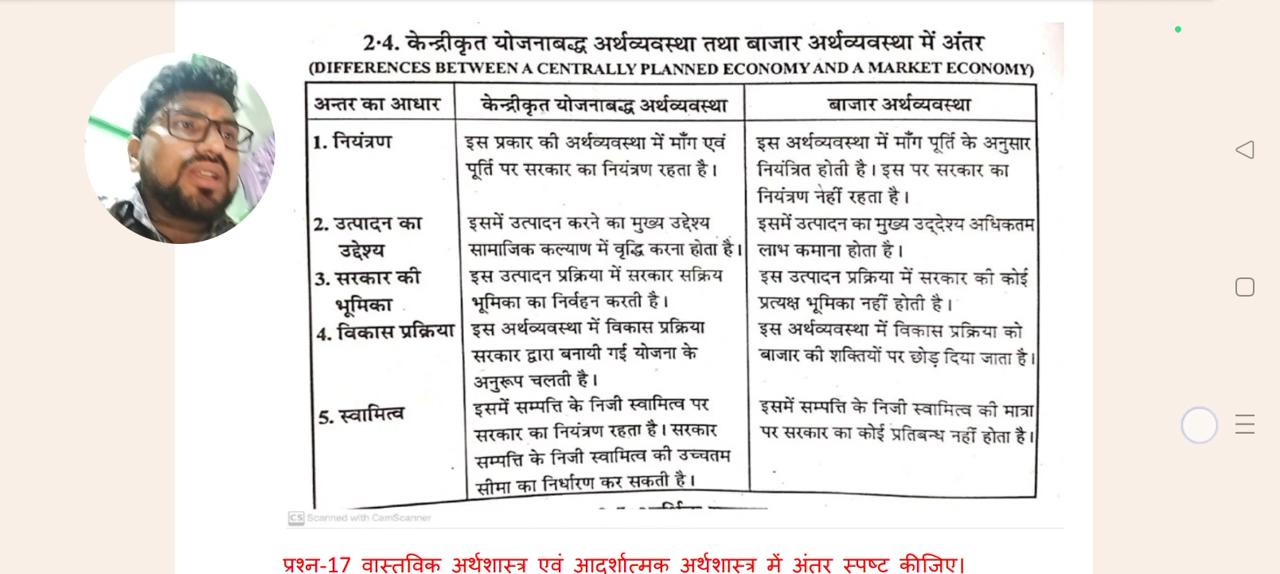 2·4. केन्द्रीकृत योजनाबद्ध अर्थव्यवस्था तथा बाजार अर्थव्यवस्था में अंतर
(DIFFERENCES BETWEEN A CENTRALLY PLANNED ECONOMY AND A MARKET ECONOMY)
अन्तर का आधार केन्द्रीकृत योजनाबद्ध अर्थव्यवस्था बाजार अर्थव्यवस्था
1. नियंत्रण
इस प्रकार की अर्थव्यवस्था में माँग एवं
पूर्ति पर सरकार का नियंत्रण रहता है।
इस अर्थव्यवस्था में माँग पूर्ति के अनुसार
नियंत्रित होती है। इस पर सरकार का
नियंत्रण नहीं रहता है।
2. उत्पादन का
उद्देश्य
इसमें उत्पादन करने का मुख्य उद्देश्य
सामाजिक कल्याण में वृद्धि करना होता है।
इसमें उत्पादन का मुख्य उद्‌देश्य अधिकतम
लाभ कमाना होता है।
3. सरकार की
भूमिका
इस उत्पादन प्रक्रिया में सरकार सक्रिय
भूमिका का निर्वहन करती है।
इस उत्पादन प्रक्रिया में सरकार की कोई
प्रत्यक्ष भूमिका नहीं होती है।
4. विकास प्रक्रिया
इस अर्थव्यवस्था में विकास प्रक्रिया
सरकार द्वारा बनायी गई योजना के
अनुरूप चलती है।
इस अर्थव्यवस्था में विकास प्रक्रिया को
बाजार की शक्तियों पर छोड़ दिया जाता है।
5. स्वामित्व
इसमें सम्पत्ति के निजी स्वामित्व पर
सरकार का नियंत्रण रहता है। सरकार
सम्पत्ति के निजी स्वामित्व की उच्चतम
सीमा का निर्धारण कर सकती है।
इसमें सम्पत्ति के निजी स्वामित्व की मात्रा
पर सरकार का कोई प्रतिबन्ध नहीं होता है।
CS Scanned with CamScanner
प्रश्न-17 वास्तविक अर्थशास्त्र एवं आदर्शात्मक अर्थशास्त्र में अंतर स्पष्ट कीजिए।